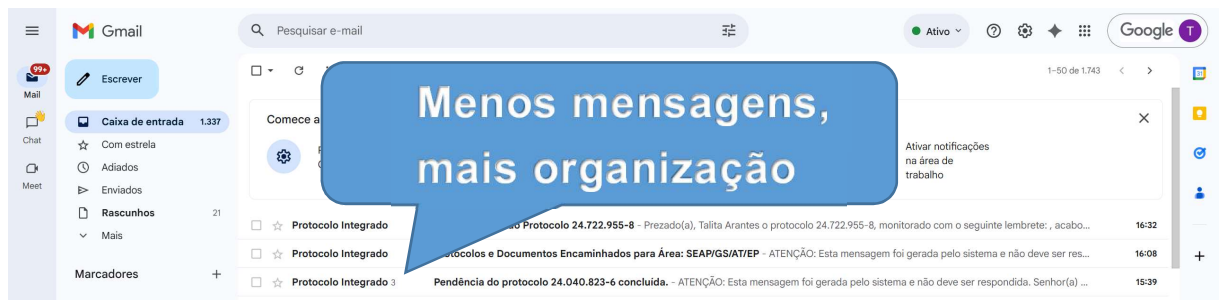 Gmail
Pesquisar e-mail
Ativo
Google
T
99+
Mail
Escrever
1–50 de 1.743
31
Menos mensagens,
mais organização
Caixa de entrada 1.337
Comece a
Chat
Com estrela
Ativar notificações
na área de
trabalho
Adiados
Meet
Enviados
Rascunhos 21
Mais
Protocolo Integrado Protocolo 24.722.955-8 - Prezado(a), Talita Arantes o protocolo 24.722.955-8, monitorado com o seguinte lembrete: , acabo... 16:32
Protocolo Integrado e Documentos Encaminhados para Área: SEAP/GS/AT/EP - ATENÇÃO: Esta mensagem foi gerada pelo sistema e não deve ser res... 16:08
Marcadores
Protocolo Integrado 3 Pendência do protocolo 24.040.823-6 concluída. - ATENÇÃO: Esta mensagem foi gerada pelo sistema e não deve ser respondida. Senhor(a) ... 15:39